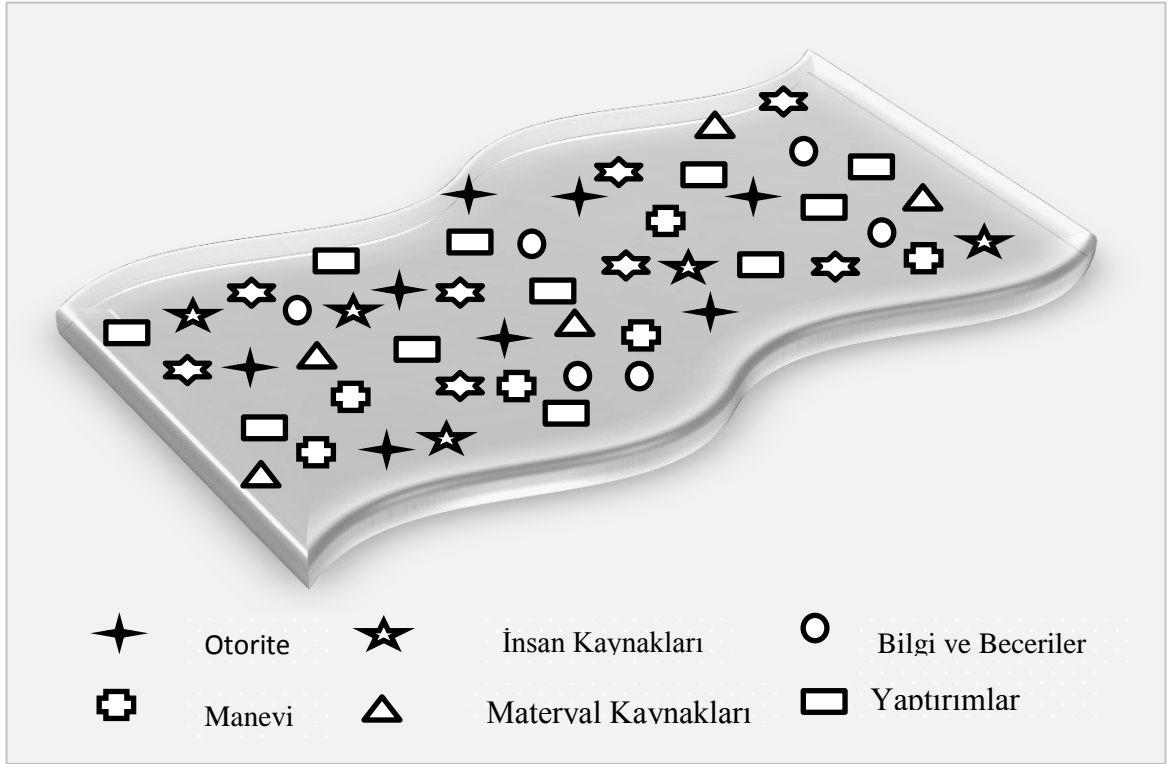 Otorite
İnsan Kaynakları
Bilgi ve Beceriler
Manevi
Materyal Kaynakları
Yaptırımlar